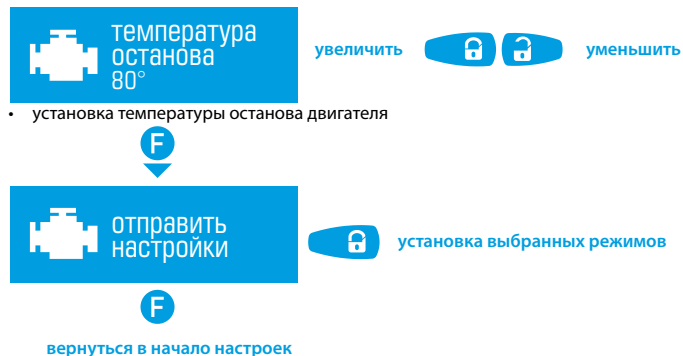 температура
останова
80°
увеличить
уменьшить
• установка температуры останова двигателя
F
отправить
настройки
установка выбранных режимов
F
вернуться в начало настроек